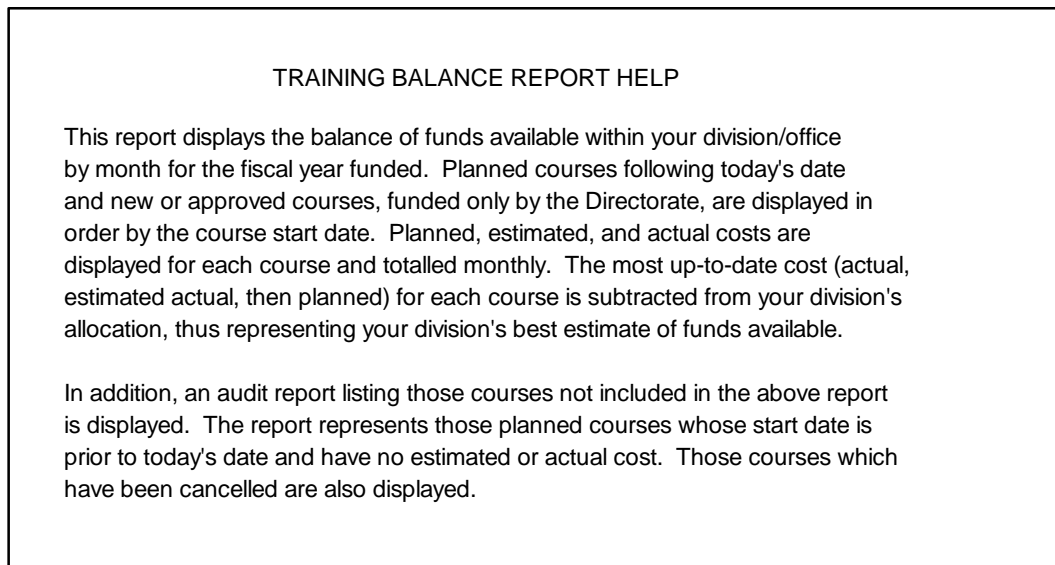 TRAINING BALANCE REPORT HELP
This report displays the balance of funds available within your division/office
by month for the fiscal year funded.  Planned courses following today's date
and new or approved courses, funded only by the Directorate, are displayed in
order by the course start date.  Planned, estimated, and actual costs are
displayed for each course and totalled monthly.  The most up-to-date cost (actual,
estimated actual, then planned) for each course is subtracted from your division's
allocation, thus representing your division's best estimate of funds available.
In addition, an audit report listing those courses not included in the above report
is displayed.  The report represents those planned courses whose start date is
prior to today's date and have no estimated or actual cost.  Those courses which
have been cancelled are also displayed.